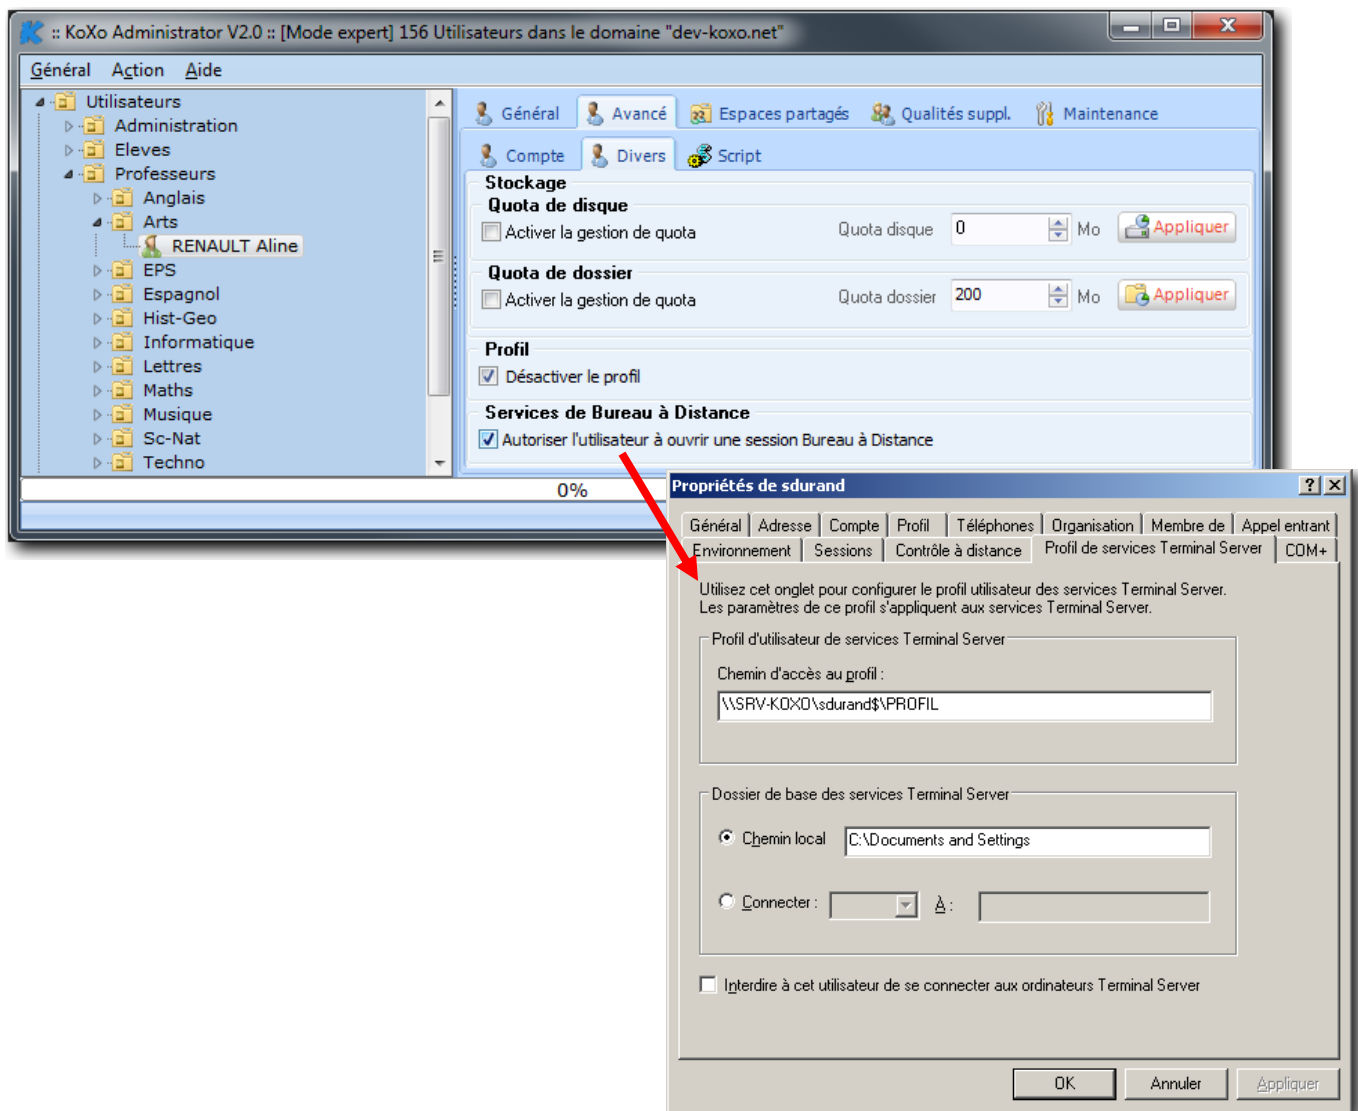 :: KoXo Administrator V2.0 :: [Mode expert] 156 Utilisateurs dans le domaine "dev-koxo.net"
Général Action Aide
Utilisateurs
Administration
Eleves
Professeurs
Anglais
Arts
RENAULT Aline
EPS
Espagnol
Hist-Geo
Informatique
Lettres
Maths
Musique
Sc-Nat
Techno
Général Avancé Espaces partagés Qualités suppl. Maintenance
Compte Divers Script
Stockage
Quota de disque
Activer la gestion de quota Quota disque 0 Mo Appliquer
Quota de dossier
Activer la gestion de quota Quota dossier 200 Mo Appliquer
Profil
Désactiver le profil
Services de Bureau à Distance
Autoriser l'utilisateur à ouvrir une session Bureau à Distance
0%
Propriétés de sdurand
Général Adresse Compte Profil Téléphones Organisation Membre de Appel entrant
Environnement Sessions Contrôle à distance Profil de services Terminal Server COM+
Utilisez cet onglet pour configurer le profil utilisateur des services Terminal Server.
Les paramètres de ce profil s'appliquent aux services Terminal Server.
Profil d'utilisateur de services Terminal Server
Chemin d'accès au profil :
\\SRV-KOXO\sdurand$\PROFIL
Dossier de base des services Terminal Server
Chemin local C:\Documents and Settings
Connecter : À :
Interdire à cet utilisateur de se connecter aux ordinateurs Terminal Server
OK Annuler Appliquer